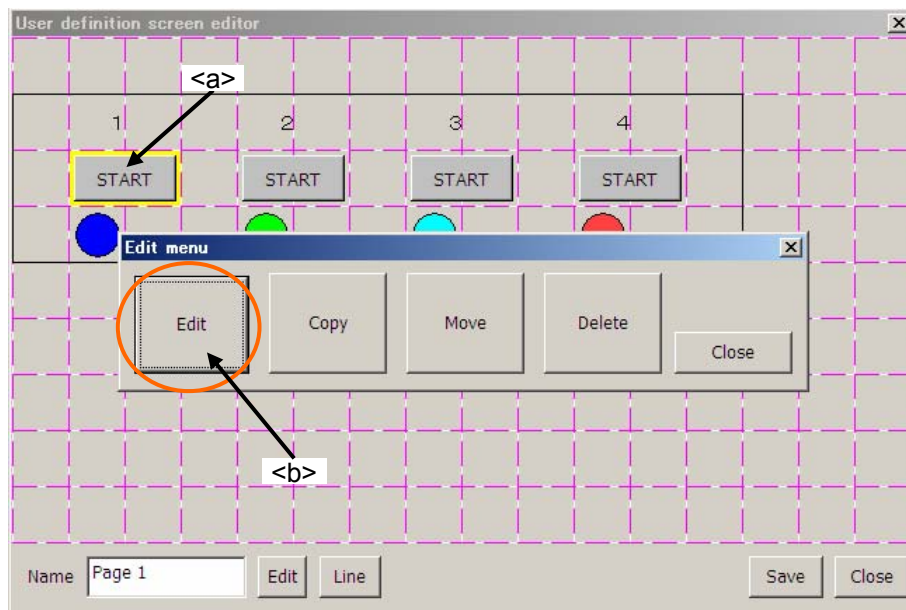 User definition screen editor
<a>
1 2 3 4
START START START START
Edit menu
Edit Copy Move Delete Close
<b>
Name Page 1 Edit Line Save Close